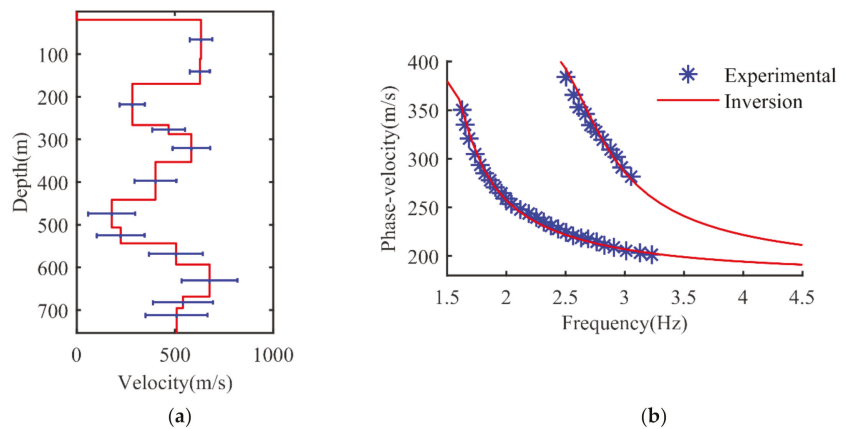 100
200
300
400
500
600
700
Depth(m)
0
500
1000
Velocity(m/s)
(a)
400
350
300
250
200
Phase-velocity(m/s)
Experimental
Inversion
1.5
2
2.5
3
3.5
4
4.5
Frequency(Hz)
(b)